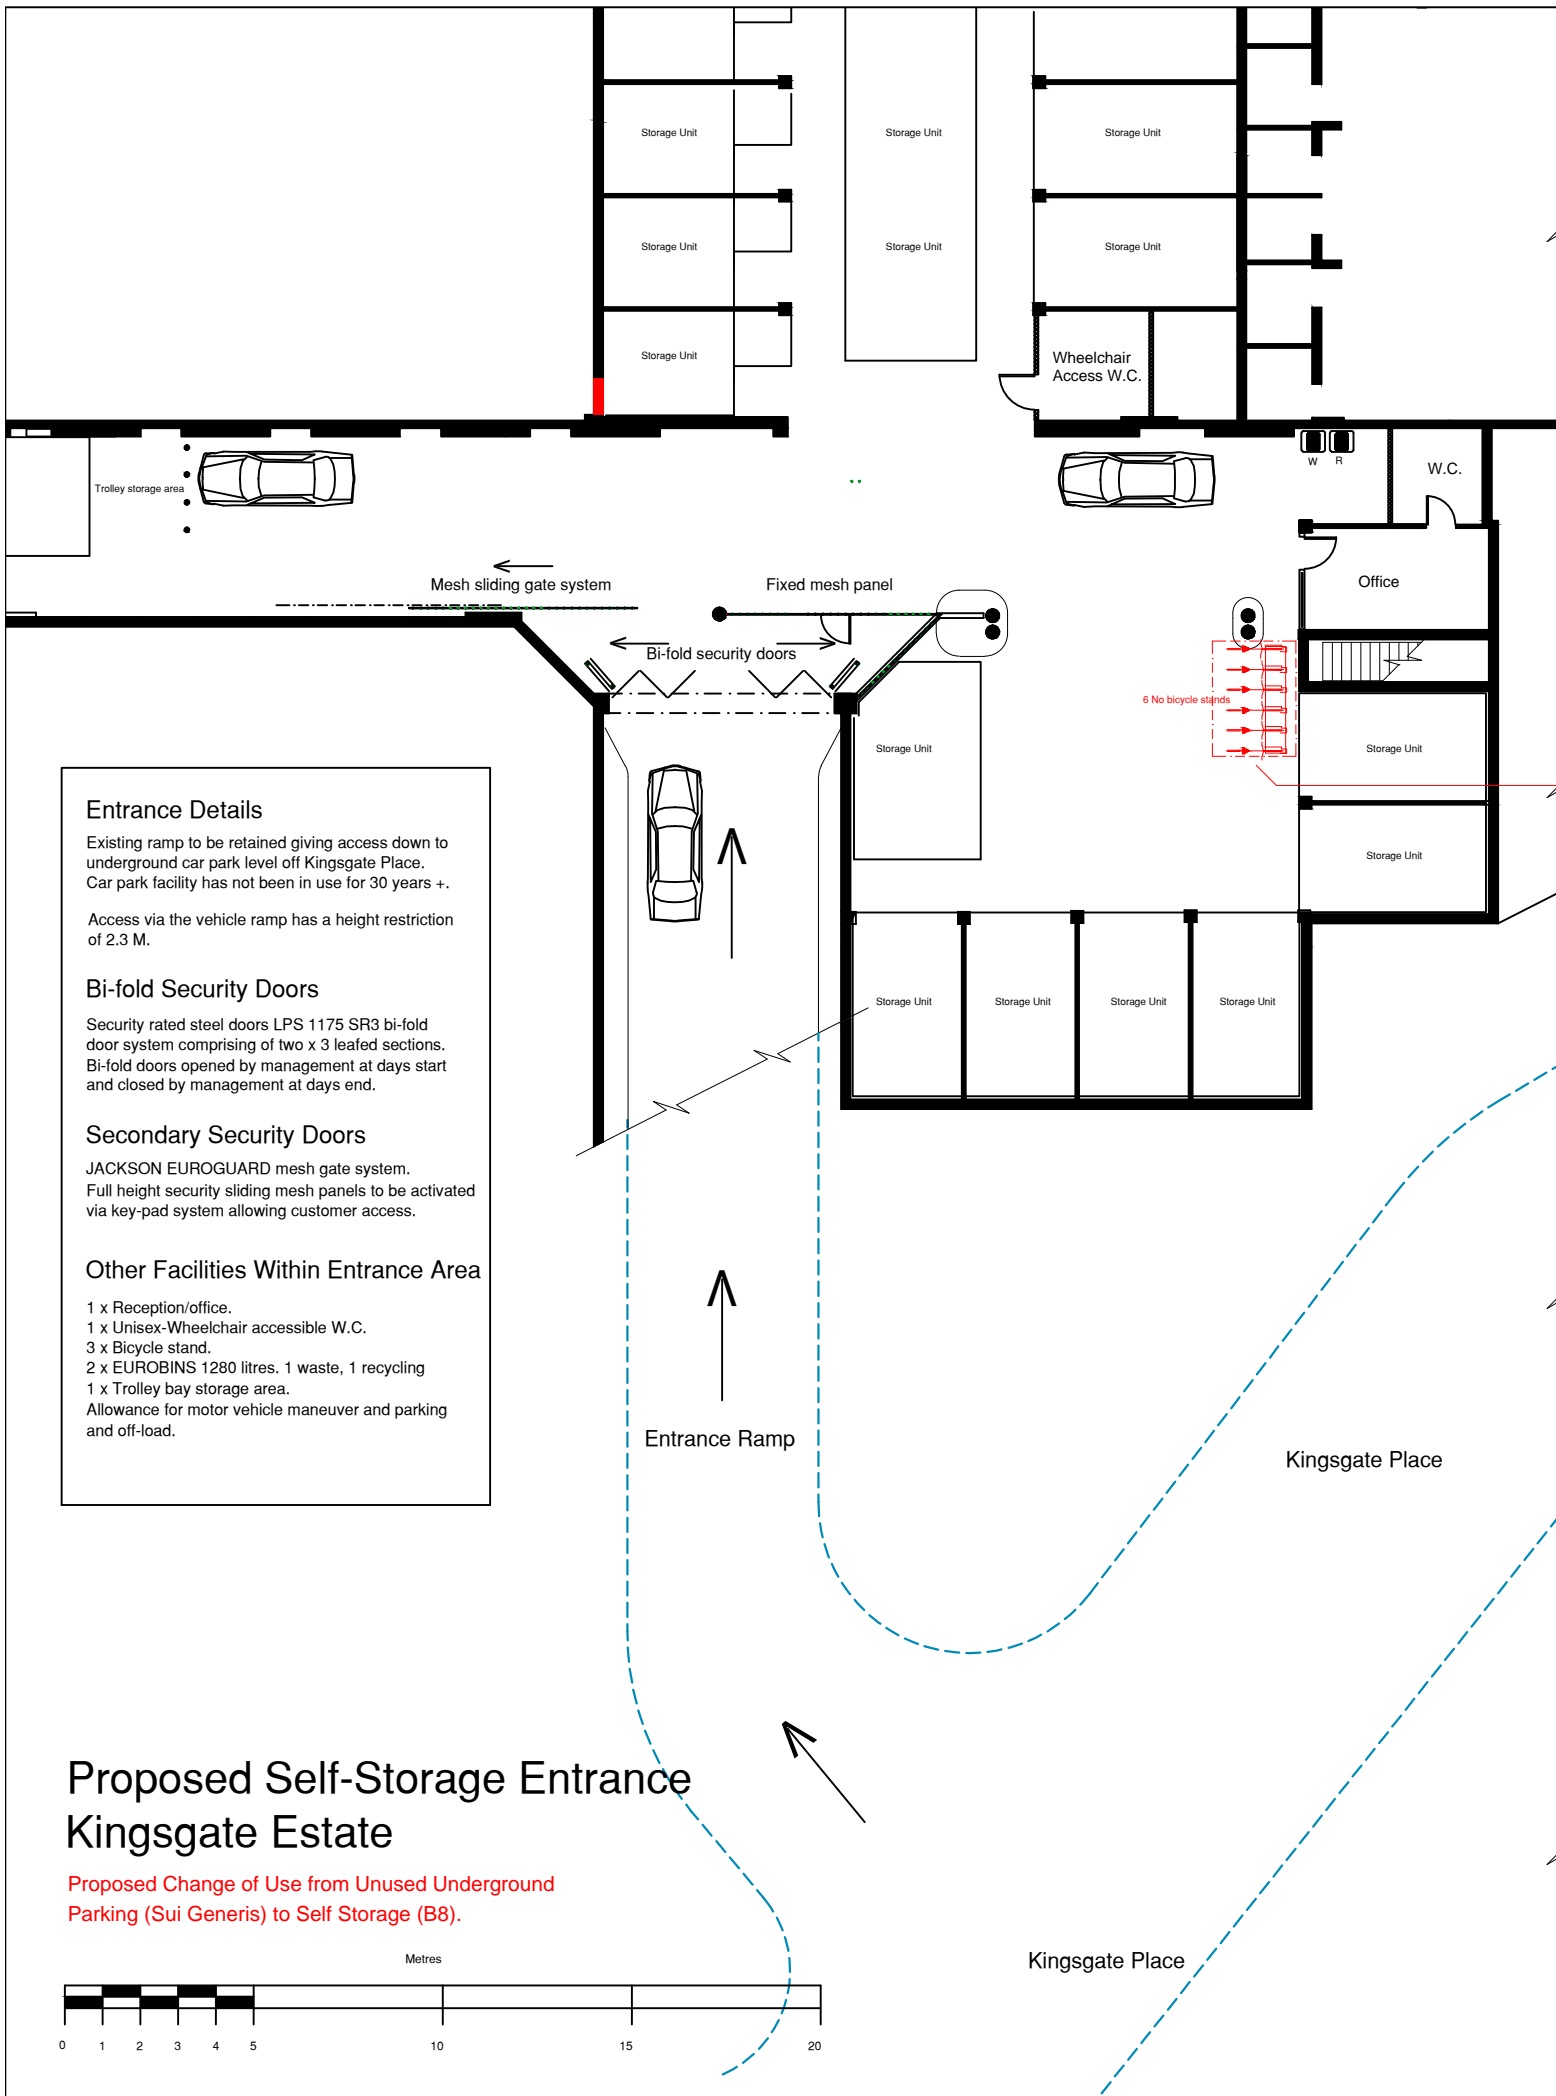 Storage Unit
Storage Unit
Storage Unit
Storage Unit
Storage Unit
Storage Unit
Storage Unit
Wheelchair
Access W.C.
W R
W.C.
Trolley storage area
Mesh sliding gate system
Fixed mesh panel
Office
Bi-fold security doors
6 No bicycle stands
Storage Unit
Storage Unit
Storage Unit
Storage Unit
Storage Unit
Storage Unit
Storage Unit
Entrance Details
Existing ramp to be retained giving access down to
underground car park level off Kingsgate Place.
Car park facility has not been in use for 30 years +.
Access via the vehicle ramp has a height restriction
of 2.3 M.
Bi-fold Security Doors
Security rated steel doors LPS 1175 SR3 bi-fold
door system comprising of two x 3 leafed sections.
Bi-fold doors opened by management at days start
and closed by management at days end.
Secondary Security Doors
JACKSON EUROGUARD mesh gate system.
Full height security sliding mesh panels to be activated
via key-pad system allowing customer access.
Other Facilities Within Entrance Area
1 x Reception/office.
1 x Unisex-Wheelchair accessible W.C.
3 x Bicycle stand.
2 x EUROBINS 1280 litres. 1 waste, 1 recycling
1 x Trolley bay storage area.
Allowance for motor vehicle maneuver and parking
and off-load.
Entrance Ramp
Kingsgate Place
Proposed Self-Storage Entrance
Kingsgate Estate
Proposed Change of Use from Unused Underground
Parking (Sui Generis) to Self Storage (B8).
Kingsgate Place
Metres
0 1 2 3 4 5 10 15 20